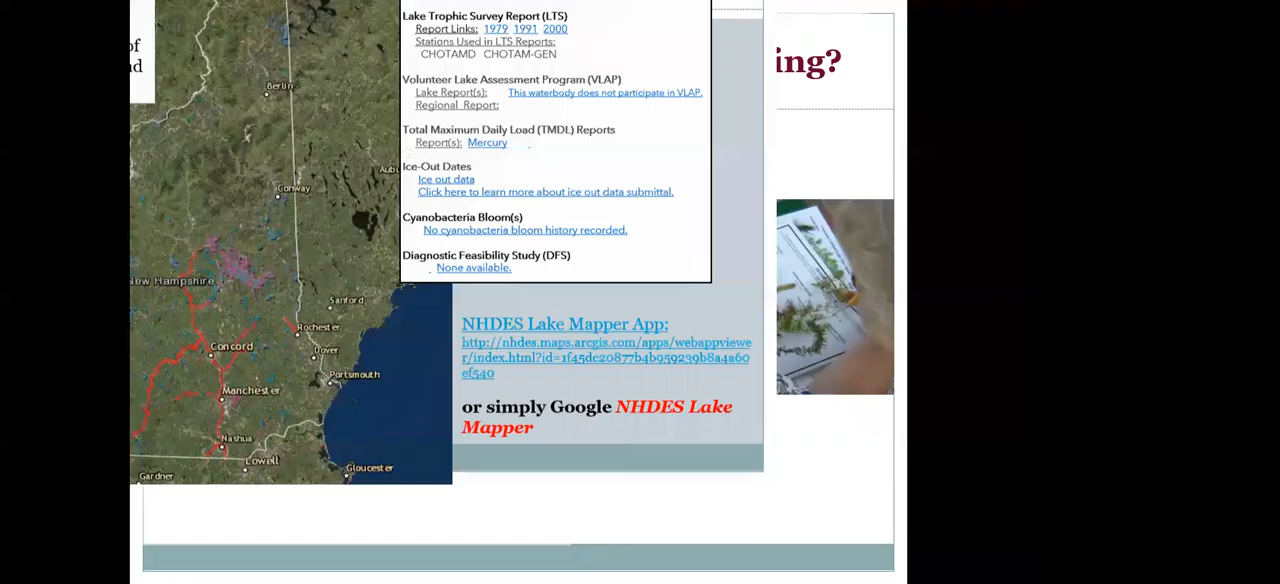 of
nd
ing?
Lake Trophic Survey Report (LTS)
Report Links: 1979 1991 2000
Stations Used in LTS Reports:
CHOTAMD CHOTAM-GEN
Volunteer Lake Assessment Program (VLAP)
Lake Report(s): This waterbody does not participate in VLAP.
Regional Report:
Total Maximum Daily Load (TMDL) Reports
Report(s): Mercury
Ice-Out Dates
Ice out data
Click here to learn more about ice out data submittal.
Cyanobacteria Bloom(s)
No cyanobacteria bloom history recorded.
Diagnostic Feasibility Study (DFS)
None available.
Berlin
Aubu
Conway
New Hampshire
Sanford
Rochester
Concord
Dover
Portsmouth
Manchester
Nashua
Lowell
Gloucester
Gardner
NHDES Lake Mapper App:
http://nhdes.maps.arcgis.com/apps/webappviewe
r/index.html?id=1f45dc20877b4b959239b8a4a60
ef540
or simply Google NHDES Lake
Mapper